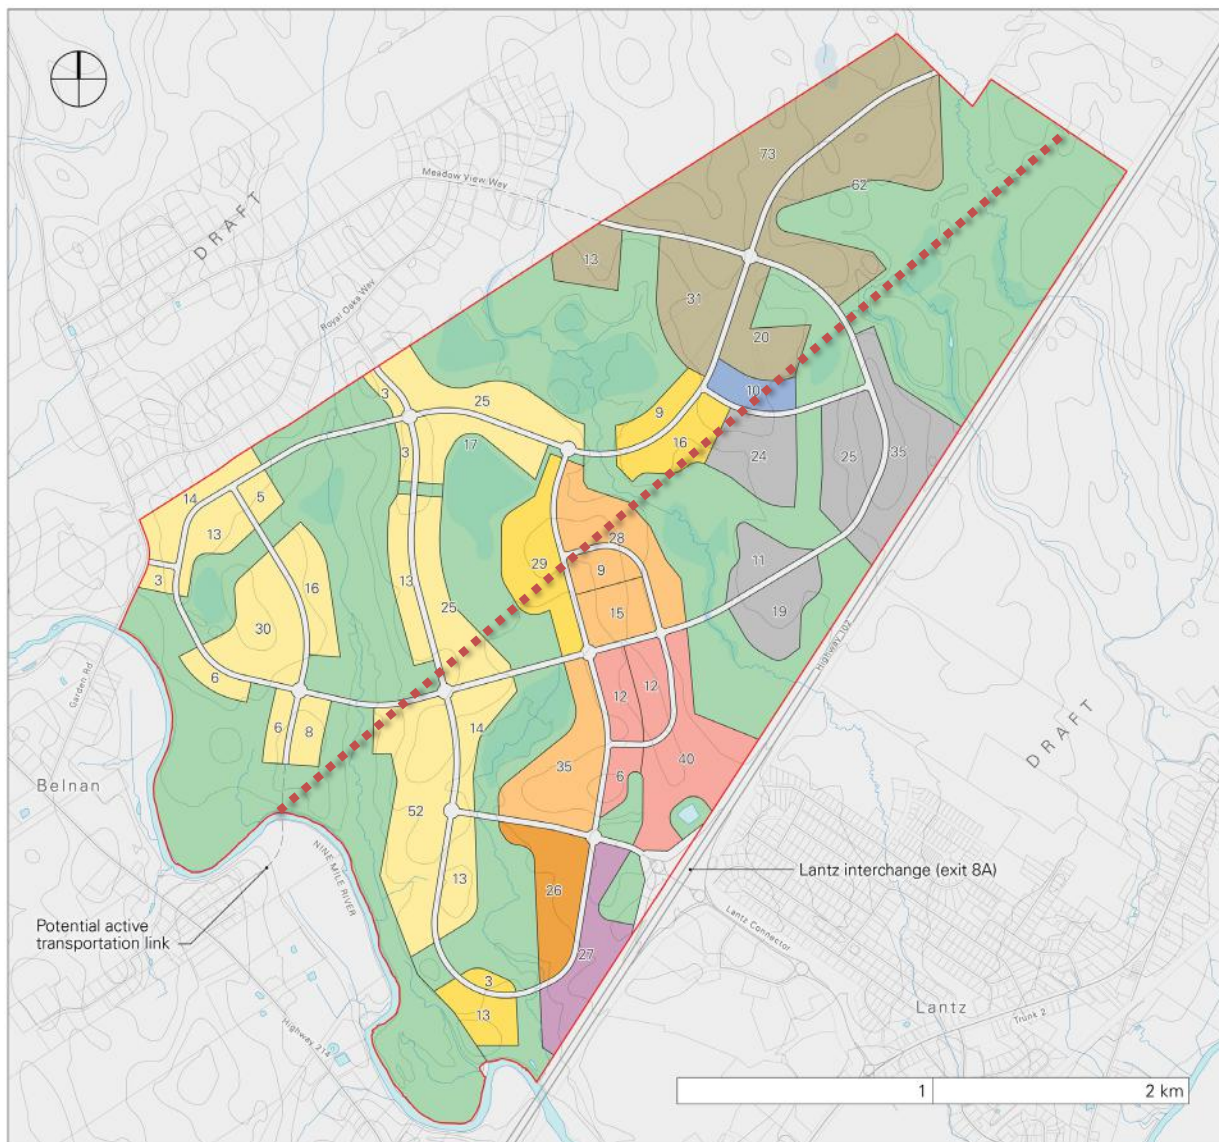 73
Meadow View Way
62
DRAFT
13
31
Royal Oaks Way
20
3
25
10
9
17
16
3
24
25
35
14
5
13
28
11
3
29
9
13
16
25
15
19
30
Highway 102
6
12
12
Garden Rd
6
8
14
DRAFT
35
6
40
Belnan
52
NINE MILE RIVER
Lantz interchange (exit 8A)
13
26
Potential active
transportation link
Lantz Connector
27
3
13
Lantz
Trunk 2
Highway 214
1
2 km